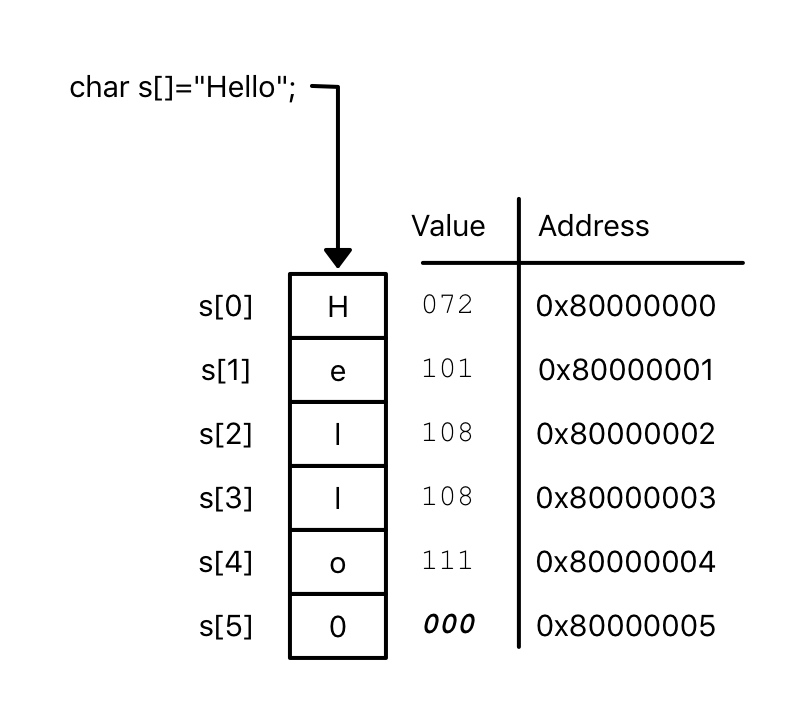 char s[]="Hello";
Value Address
s[0] H 072 0x80000000
s[1] e 101 0x80000001
s[2] l 108 0x80000002
s[3] l 108 0x80000003
s[4] o 111 0x80000004
s[5] 0 000 0x80000005